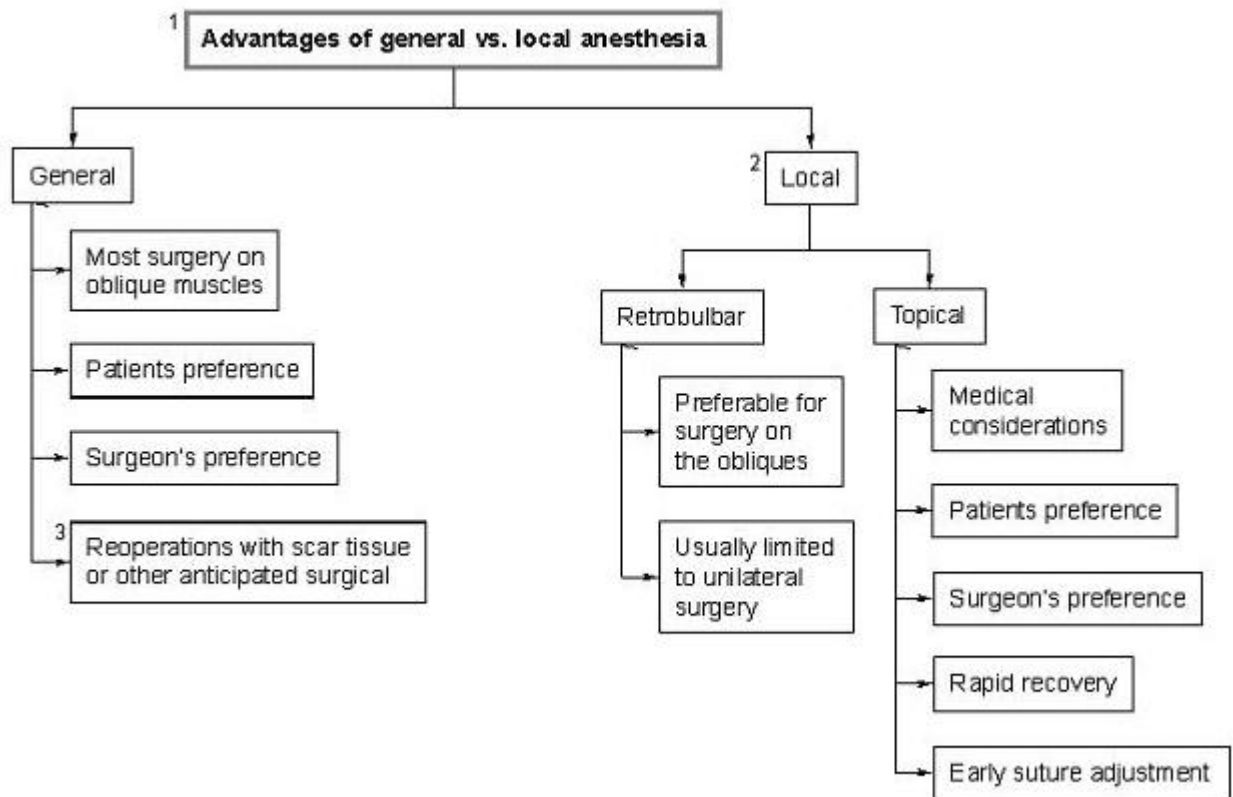 1
Advantages of general vs. local anesthesia
General
2
Local
Most surgery on
oblique muscles
Patients preference
Surgeon's preference
3
Reoperations with scar tissue
or other anticipated surgical
Retrobulbar
Preferable for
surgery on
the obliques
Usually limited
to unilateral
surgery
Topical
Medical
considerations
Patients preference
Surgeon's preference
Rapid recovery
Early suture adjustment